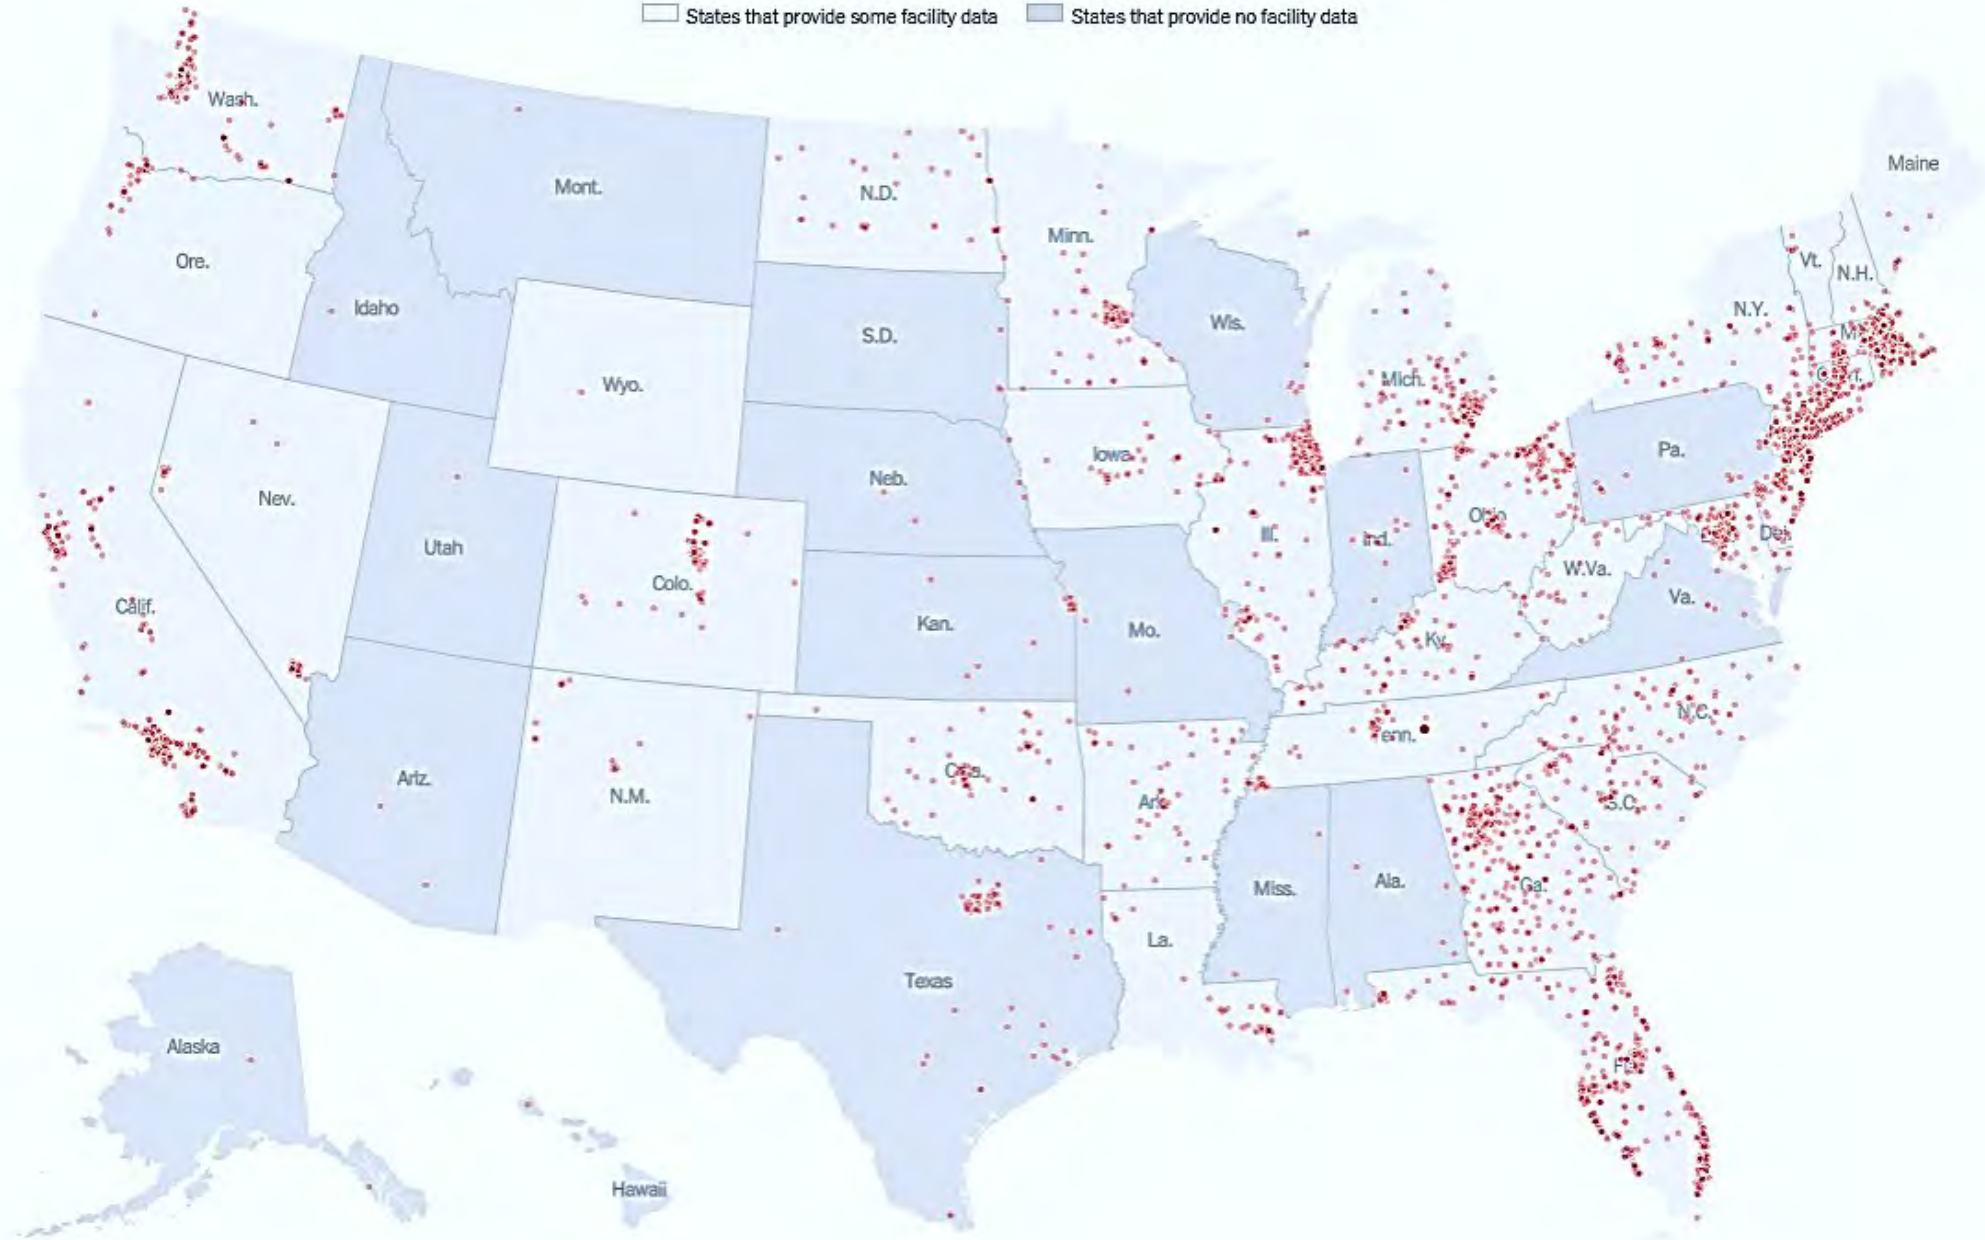 States that provide some facility data
States that provide no facility data
Wash.
Mont.
N.D.
Minn.
Maine
Ore.
Idaho
S.D.
Wis.
Vt.
N.H.
N.Y.
Wyo.
Mich.
Nev.
Neb.
Iowa
Pa.
Utah
Colo.
Ill.
Ind.
Ohio
Del.
Calif.
Kan.
Mo.
Ky.
W.Va.
Va.
Ariz.
N.M.
Tenn.
N.C.
Ark.
S.C.
Texas
La.
Miss.
Ala.
Ga.
Alaska
Hawaii